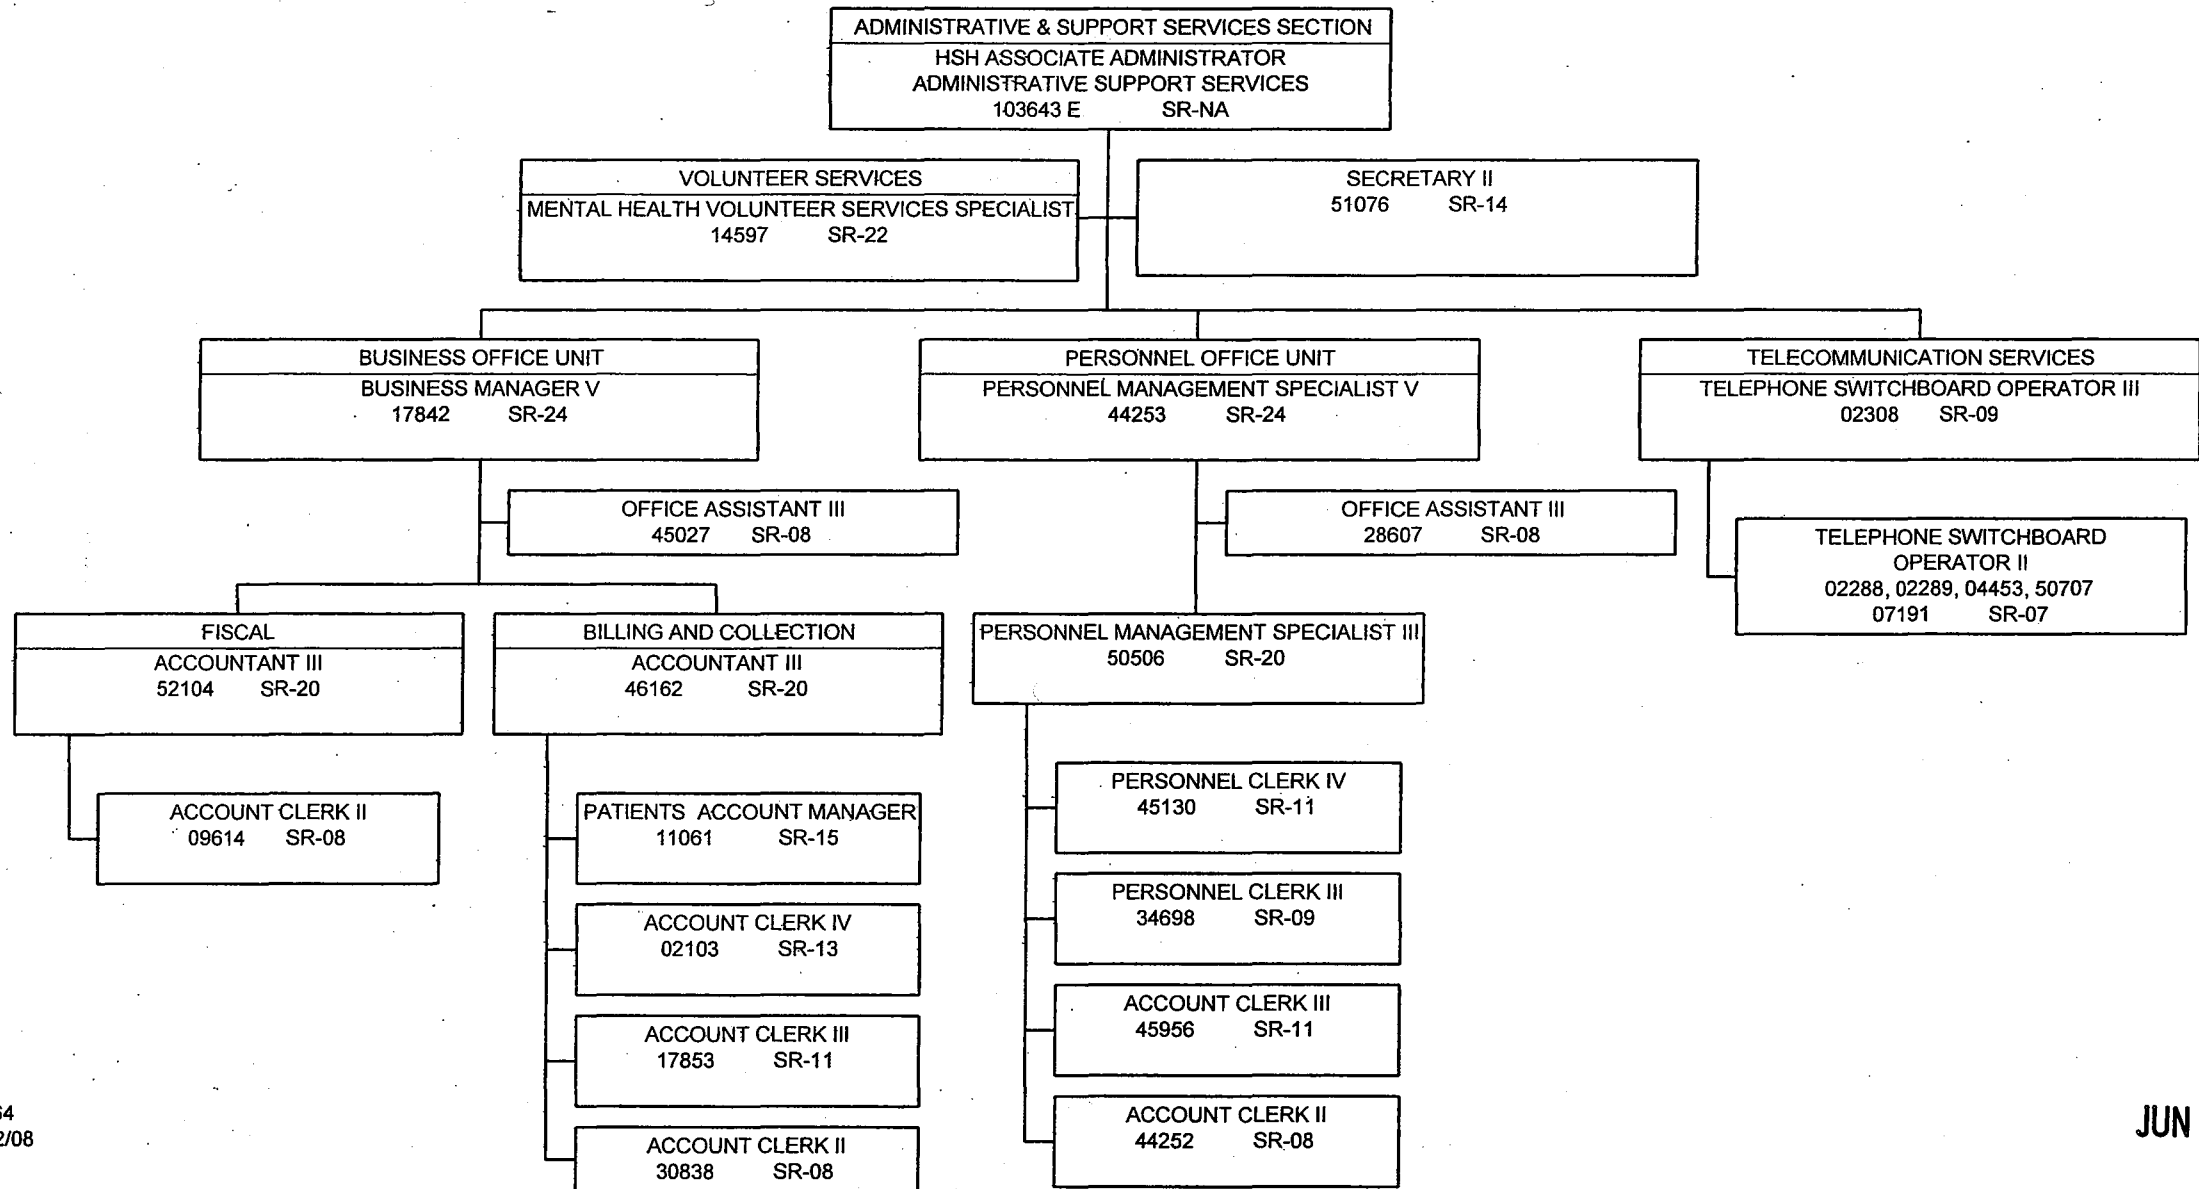 ADMINISTRATIVE & SUPPORT SERVICES SECTION
HSH ASSOCIATE ADMINISTRATOR
ADMINISTRATIVE SUPPORT SERVICES
103643 E SR-NA
VOLUNTEER SERVICES
MENTAL HEALTH VOLUNTEER SERVICES SPECIALIST
14597 SR-22
SECRETARY II
51076 SR-14
BUSINESS OFFICE UNIT
BUSINESS MANAGER V
17842 SR-24
PERSONNEL OFFICE UNIT
PERSONNEL MANAGEMENT SPECIALIST V
44253 SR-24
TELECOMMUNICATION SERVICES
TELEPHONE SWITCHBOARD OPERATOR III
02308 SR-09
OFFICE ASSISTANT III
45027 SR-08
OFFICE ASSISTANT III
28607 SR-08
TELEPHONE SWITCHBOARD
OPERATOR II
02288, 02289, 04453, 50707
07191 SR-07
FISCAL
ACCOUNTANT III
52104 SR-20
BILLING AND COLLECTION
ACCOUNTANT III
46162 SR-20
PERSONNEL MANAGEMENT SPECIALIST III
50506 SR-20
ACCOUNT CLERK II
09614 SR-08
PATIENTS ACCOUNT MANAGER
11061 SR-15
ACCOUNT CLERK IV
02103 SR-13
ACCOUNT CLERK III
17853 SR-11
ACCOUNT CLERK II
30838 SR-08
PERSONNEL CLERK IV
45130 SR-11
PERSONNEL CLERK III
34698 SR-09
ACCOUNT CLERK III
45956 SR-11
ACCOUNT CLERK II
44252 SR-08
2/08
JUN